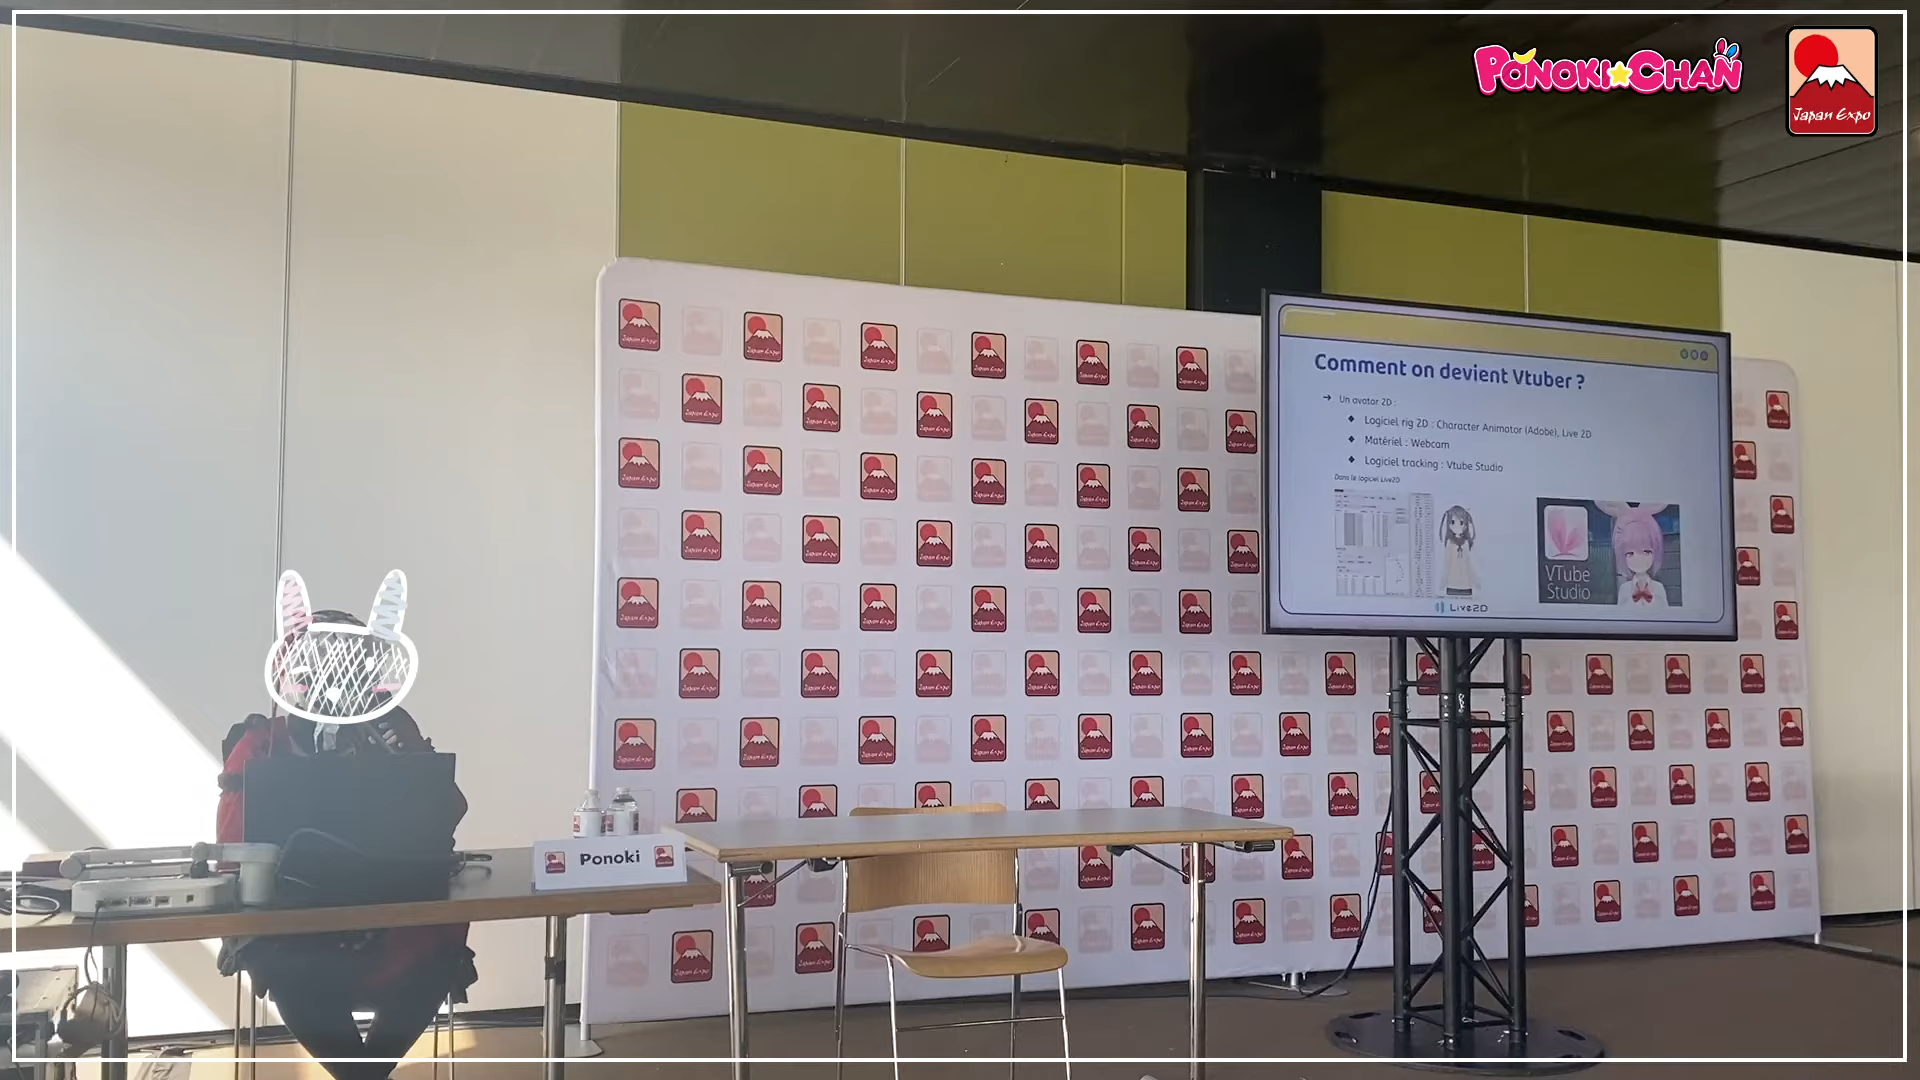 PONOKI★CHAN
Japan Expo
Comment on devient Vtuber ?
➔ Un avatar 2D :
❖ Logiciel rig 2D : Character Animator (Adobe), Live 2D
❖ Matériel : Webcam
❖ Logiciel tracking : Vtube Studio
Dans le logiciel Live2D
VTube
Studio
Live2D
Ponoki